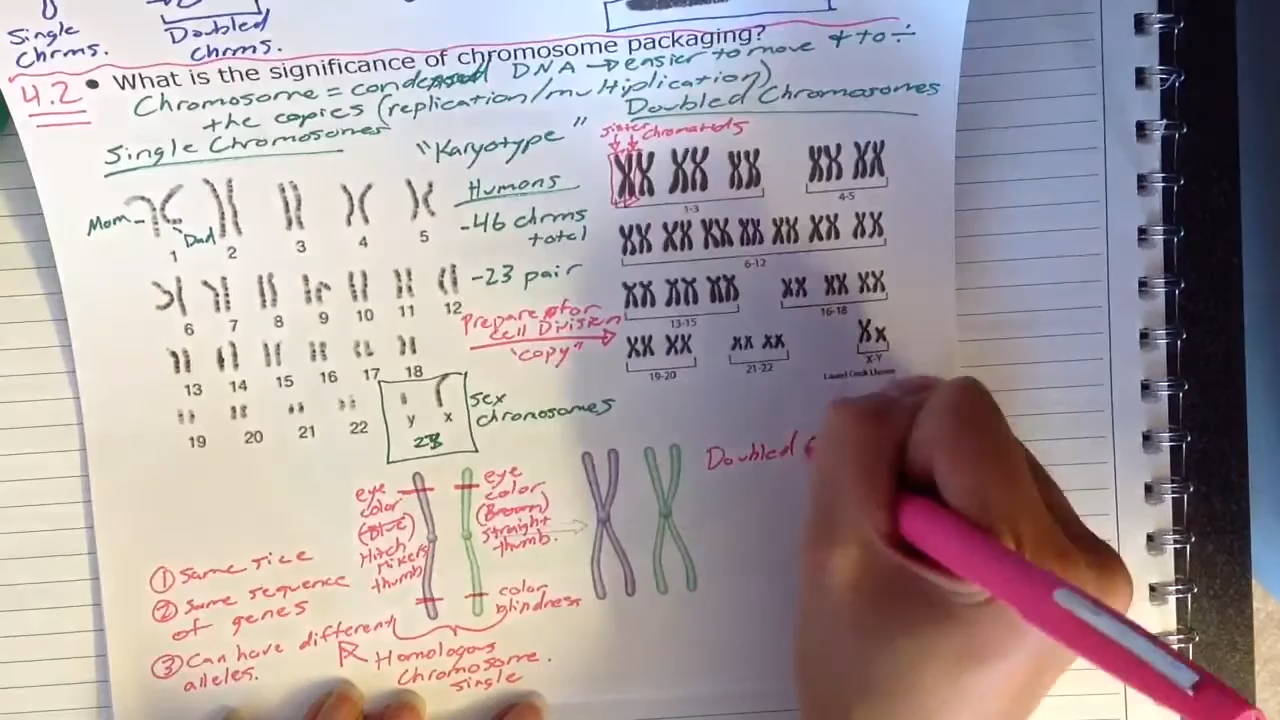 Single
Chrms.
Doubled
chrms.
4.2
• What is the significance of chromosome packaging?
Chromosome = condensed DNA → easier to move + to ÷
the copies (replication/multiplication)
Single Chromosomes
"Karyotype"
Doubled Chromosomes
Sister Chromatids
Mom-
Dad
1 2 3 4 5
6 7 8 9 10 11 12
13 14 15 16 17 18
19 20 21 22
y x
23
sex
chromosomes
Humans
-46 chrms
total
-23 pair
Prepare for
Cell Division
"copy"
1-3
4-5
6-12
13-15
16-18
19-20
21-22
X-Y
eye
color
(Blue)
Hitch
Hikers
thumb
eye
color
(Brown)
straight
thumb.
color
blindness
① Same size
② Same sequence
of genes
③ Can have different
alleles.
Homologous
Chromosome.
single
Doubled